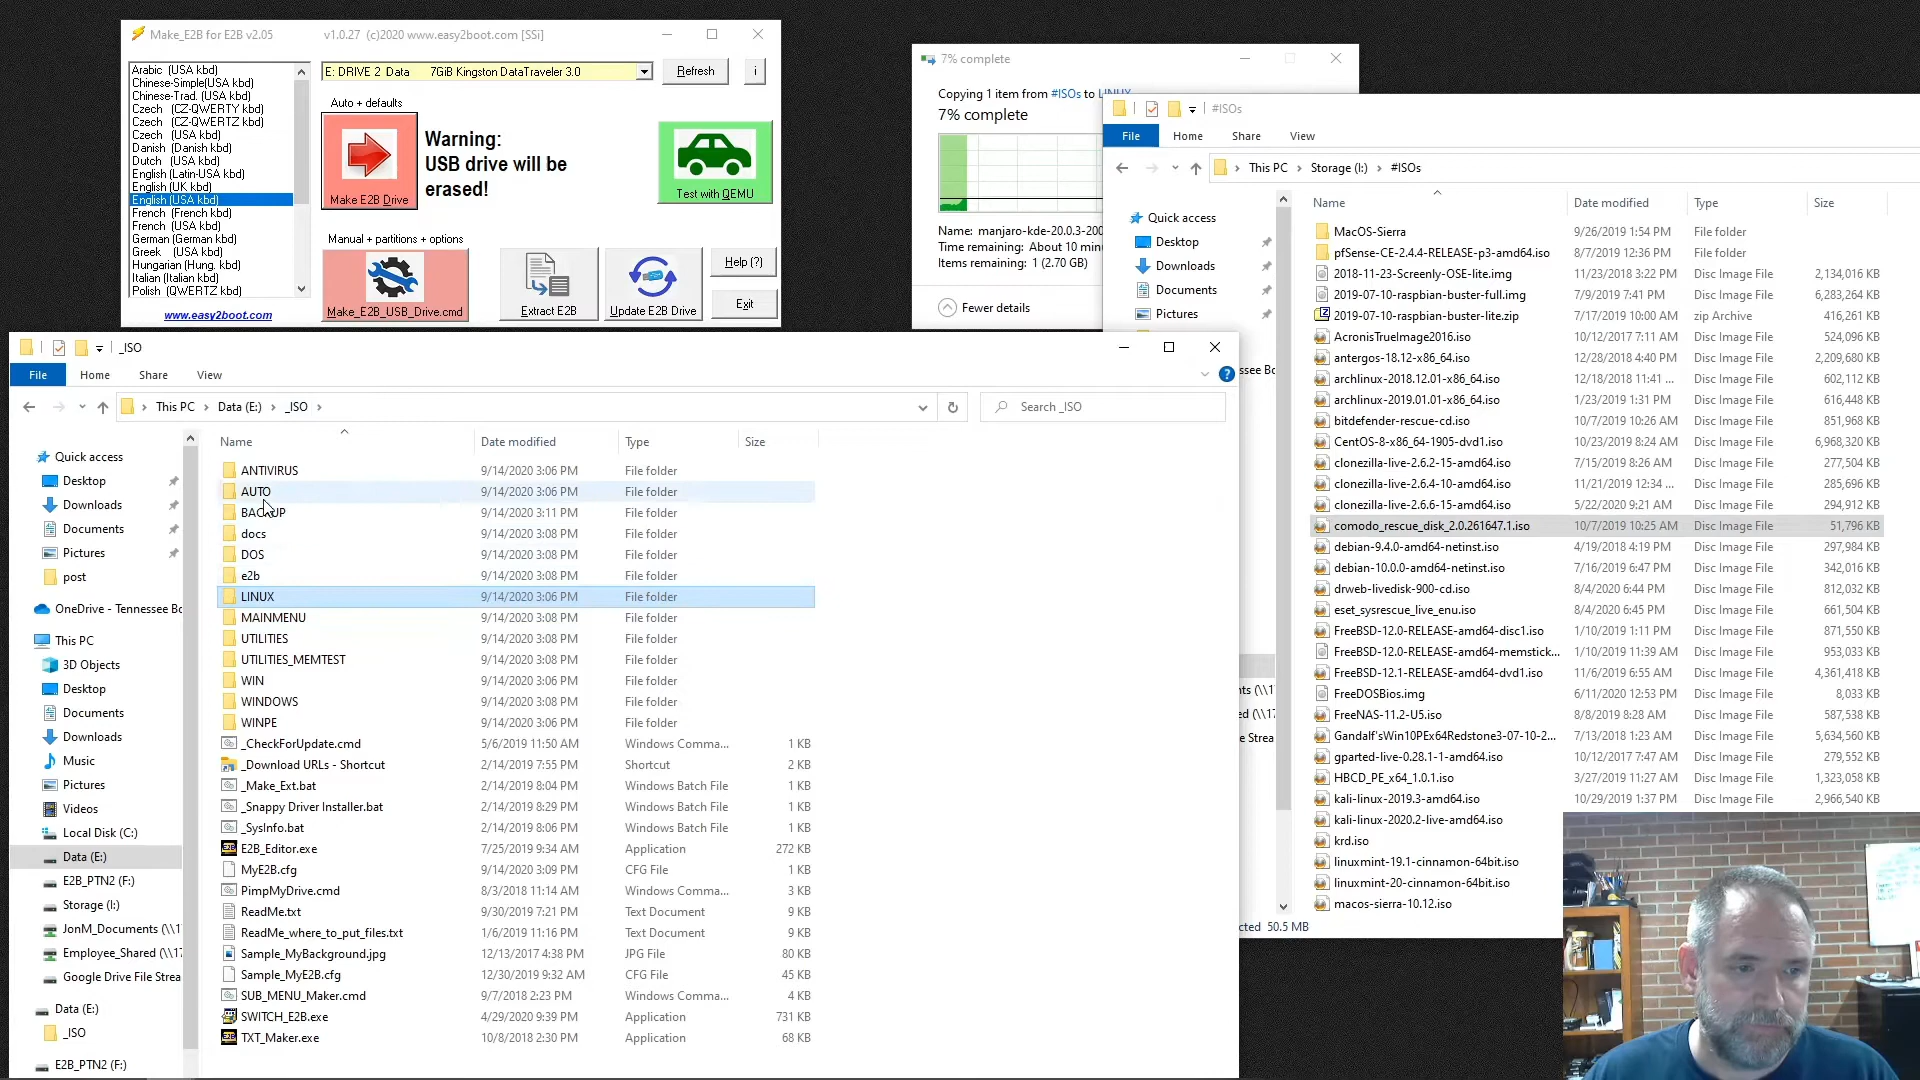 Make_E2B for E2B v2.05 v1.0.27 (c)2020 www.easy2boot.com [SSi]
Arabic (USA kbd)
Chinese-Simple(USA kbd)
Chinese-Trad. (USA kbd)
Czech (CZ-QWERTY kbd)
Czech (CZ-QWERTZ kbd)
Czech (USA kbd)
Danish (Danish kbd)
Dutch (USA kbd)
English (Latin-USA kbd)
English (UK kbd)
English (USA kbd)
French (French kbd)
French (USA kbd)
German (German kbd)
Greek (USA kbd)
Hungarian (Hung. kbd)
Italian (Italian kbd)
Polish (QWERTZ kbd)
www.easy2boot.com
E: DRIVE 2 Data 7GiB Kingston DataTraveler 3.0
Refresh
i
Auto + defaults
Make E2B Drive
Warning:
USB drive will be
erased!
Test with QEMU
Manual + partitions + options
Make_E2B_USB_Drive.cmd
Extract E2B
Update E2B Drive
Help (?)
Exit
7% complete
Copying 1 item from #ISOs to LINUX
7% complete
Name: manjaro-kde-20.0.3-200
Time remaining: About 10 minu
Items remaining: 1 (2.70 GB)
Fewer details
#ISOs
File Home Share View
This PC Storage (I:) #ISOs
Quick access
Desktop
Downloads
Documents
Pictures
Name Date modified Type Size
MacOS-Sierra 9/26/2019 1:54 PM File folder
pfSense-CE-2.4.4-RELEASE-p3-amd64.iso 8/7/2019 12:36 PM File folder
2018-11-23-Screenly-OSE-lite.img 11/23/2018 3:22 PM Disc Image File 2,134,016 KB
2019-07-10-raspbian-buster-full.img 7/9/2019 7:41 PM Disc Image File 6,283,264 KB
2019-07-10-raspbian-buster-lite.zip 7/17/2019 10:00 AM zip Archive 416,261 KB
AcronisTrueImage2016.iso 10/12/2017 7:11 AM Disc Image File 524,096 KB
antergos-18.12-x86_64.iso 12/28/2018 4:40 PM Disc Image File 2,209,680 KB
archlinux-2018.12.01-x86_64.iso 12/18/2018 11:41 ... Disc Image File 602,112 KB
archlinux-2019.01.01-x86_64.iso 1/23/2019 1:31 PM Disc Image File 616,448 KB
bitdefender-rescue-cd.iso 10/7/2019 10:26 AM Disc Image File 851,968 KB
CentOS-8-x86_64-1905-dvd1.iso 10/23/2019 8:24 AM Disc Image File 6,968,320 KB
clonezilla-live-2.6.2-15-amd64.iso 7/15/2019 8:26 AM Disc Image File 277,504 KB
clonezilla-live-2.6.4-10-amd64.iso 11/21/2019 12:34 ... Disc Image File 285,696 KB
clonezilla-live-2.6.6-15-amd64.iso 5/22/2020 9:21 AM Disc Image File 294,912 KB
comodo_rescue_disk_2.0.261647.1.iso 10/7/2019 10:25 AM Disc Image File 51,796 KB
debian-9.4.0-amd64-netinst.iso 4/19/2018 4:19 PM Disc Image File 297,984 KB
debian-10.0.0-amd64-netinst.iso 7/16/2019 6:47 PM Disc Image File 342,016 KB
drweb-livedisk-900-cd.iso 8/4/2020 6:44 PM Disc Image File 812,032 KB
eset_sysrescue_live_enu.iso 8/4/2020 6:45 PM Disc Image File 661,504 KB
FreeBSD-12.0-RELEASE-amd64-disc1.iso 1/10/2019 1:11 PM Disc Image File 871,550 KB
FreeBSD-12.0-RELEASE-amd64-memstick... 1/10/2019 11:39 AM Disc Image File 953,033 KB
FreeBSD-12.1-RELEASE-amd64-dvd1.iso 11/6/2019 6:55 AM Disc Image File 4,361,418 KB
FreeDOSBios.img 6/11/2020 12:53 PM Disc Image File 8,033 KB
FreeNAS-11.2-U5.iso 8/8/2019 8:28 AM Disc Image File 587,538 KB
Gandalf'sWin10PEx64Redstone3-07-10-2... 7/13/2018 1:23 AM Disc Image File 5,634,560 KB
gparted-live-0.28.1-1-amd64.iso 10/12/2017 7:47 AM Disc Image File 279,552 KB
HBCD_PE_x64_1.0.1.iso 3/27/2019 11:27 AM Disc Image File 1,323,058 KB
kali-linux-2019.3-amd64.iso 10/29/2019 1:37 PM Disc Image File 2,966,540 KB
kali-linux-2020.2-live-amd64.iso
krd.iso
linuxmint-19.1-cinnamon-64bit.iso
linuxmint-20-cinnamon-64bit.iso
macos-sierra-10.12.iso
ssee Bo
nts (\\1
ed (\\17
e Strea
cted 50.5 MB
_ISO
File Home Share View
This PC Data (E:) _ISO
Search _ISO
Quick access
Desktop
Downloads
Documents
Pictures
post
OneDrive - Tennessee Bo
This PC
3D Objects
Desktop
Documents
Downloads
Music
Pictures
Videos
Local Disk (C:)
Data (E:)
E2B_PTN2 (F:)
Storage (I:)
JonM_Documents (\\1
Employee_Shared (\\17
Google Drive File Strea
Data (E:)
_ISO
E2B_PTN2 (F:)
Name Date modified Type Size
ANTIVIRUS 9/14/2020 3:06 PM File folder
AUTO 9/14/2020 3:06 PM File folder
BACKUP 9/14/2020 3:11 PM File folder
docs 9/14/2020 3:08 PM File folder
DOS 9/14/2020 3:08 PM File folder
e2b 9/14/2020 3:08 PM File folder
LINUX 9/14/2020 3:06 PM File folder
MAINMENU 9/14/2020 3:08 PM File folder
UTILITIES 9/14/2020 3:08 PM File folder
UTILITIES_MEMTEST 9/14/2020 3:08 PM File folder
WIN 9/14/2020 3:06 PM File folder
WINDOWS 9/14/2020 3:08 PM File folder
WINPE 9/14/2020 3:06 PM File folder
_CheckForUpdate.cmd 5/6/2019 11:50 AM Windows Comma... 1 KB
_Download URLs - Shortcut 2/14/2019 7:55 PM Shortcut 2 KB
_Make_Ext.bat 2/14/2019 8:04 PM Windows Batch File 1 KB
_Snappy Driver Installer.bat 2/14/2019 8:29 PM Windows Batch File 1 KB
_SysInfo.bat 2/14/2019 8:06 PM Windows Batch File 1 KB
E2B_Editor.exe 7/25/2019 9:34 AM Application 272 KB
MyE2B.cfg 9/14/2020 3:09 PM CFG File 1 KB
PimpMyDrive.cmd 8/3/2018 11:14 AM Windows Comma... 3 KB
ReadMe.txt 9/30/2019 7:21 PM Text Document 9 KB
ReadMe_where_to_put_files.txt 1/6/2019 11:16 PM Text Document 9 KB
Sample_MyBackground.jpg 12/13/2017 4:38 PM JPG File 80 KB
Sample_MyE2B.cfg 12/30/2019 9:32 AM CFG File 45 KB
SUB_MENU_Maker.cmd 9/7/2018 2:23 PM Windows Comma... 4 KB
SWITCH_E2B.exe 4/29/2020 9:39 PM Application 731 KB
TXT_Maker.exe 10/8/2018 2:30 PM Application 68 KB